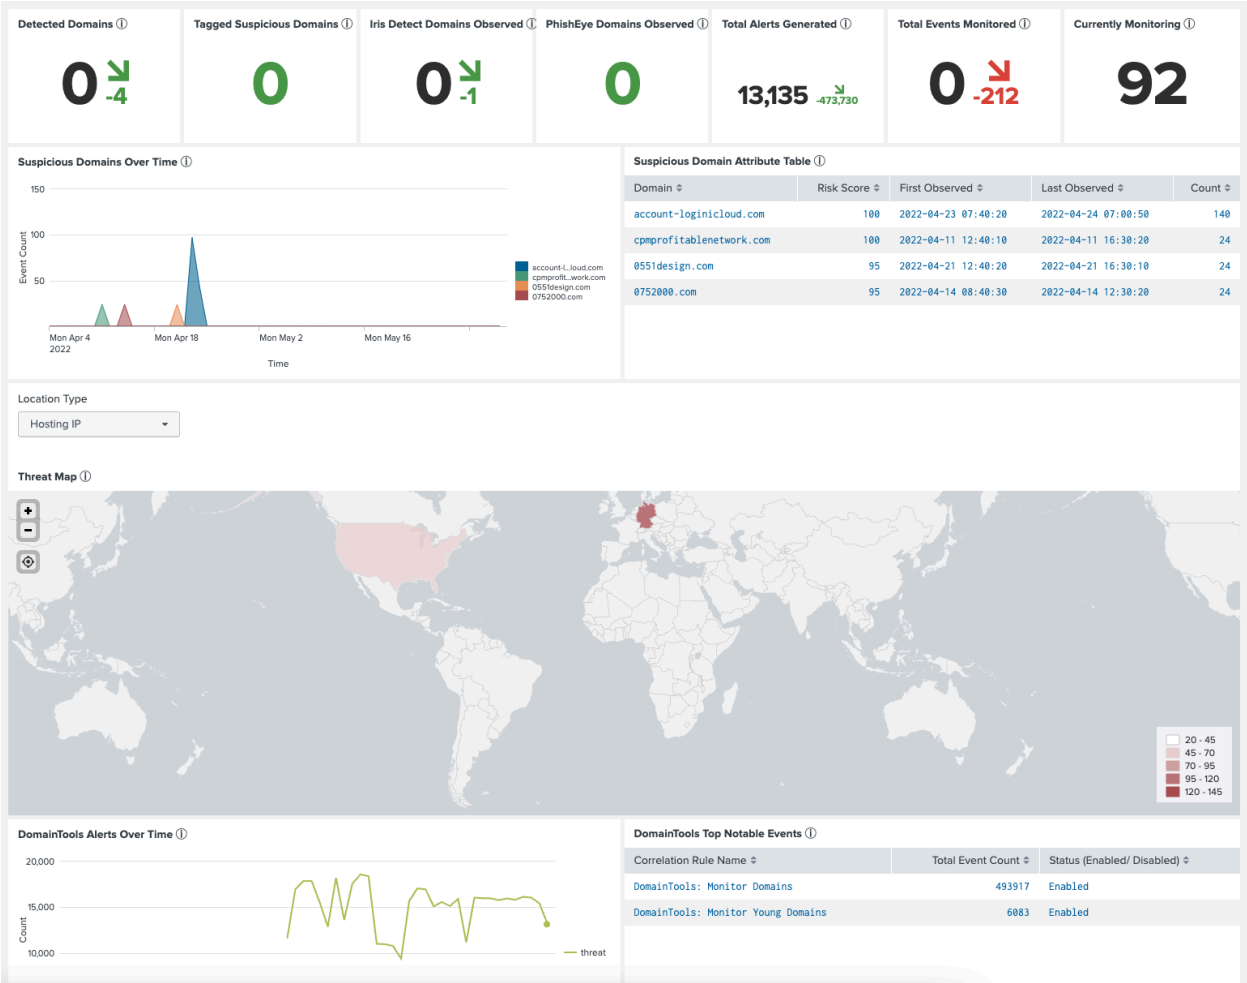 Detected Domains ⓘ
0 -4
Tagged Suspicious Domains ⓘ
0
Iris Detect Domains Observed ⓘ
0 -1
PhishEye Domains Observed ⓘ
0
Total Alerts Generated ⓘ
13,135 -473,730
Total Events Monitored ⓘ
0 -212
Currently Monitoring ⓘ
92
Suspicious Domains Over Time ⓘ
150
100
50
Event Count
Mon Apr 4
2022
Mon Apr 18
Mon May 2
Mon May 16
Time
account-l...loud.com
cpmprofit...work.com
0551design.com
0752000.com
Suspicious Domain Attribute Table ⓘ
Domain Risk Score First Observed Last Observed Count
account-loginicloud.com 100 2022-04-23 07:40:20 2022-04-24 07:00:50 140
cpmprofitablenetwork.com 100 2022-04-11 12:40:10 2022-04-11 16:30:20 24
0551design.com 95 2022-04-21 12:40:20 2022-04-21 16:30:10 24
0752000.com 95 2022-04-14 08:40:30 2022-04-14 12:30:20 24
Location Type
Hosting IP
Threat Map ⓘ
+
−
20 - 45
45 - 70
70 - 95
95 - 120
120 - 145
DomainTools Alerts Over Time ⓘ
20,000
15,000
10,000
Count
threat
DomainTools Top Notable Events ⓘ
Correlation Rule Name Total Event Count Status (Enabled/ Disabled)
DomainTools: Monitor Domains 493917 Enabled
DomainTools: Monitor Young Domains 6083 Enabled